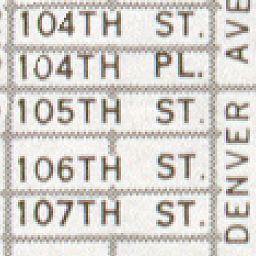 104TH ST.
104TH PL.
105TH ST.
106TH ST.
107TH ST.
DENVER AVE